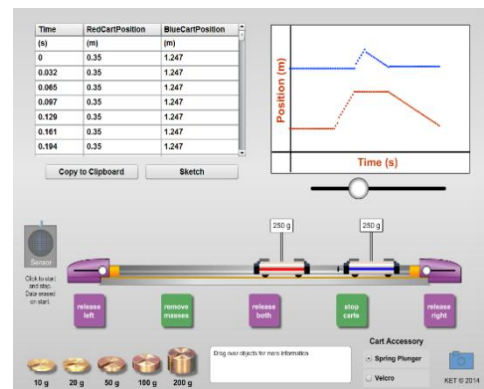 Time RedCartPosition BlueCartPosition
(s) (m) (m)
0 0.35 1.247
0.032 0.35 1.247
0.065 0.35 1.247
0.097 0.35 1.247
0.129 0.35 1.247
0.161 0.35 1.247
0.194 0.35 1.247
Copy to Clipboard Sketch
Position (m)
Time (s)
250 g 250 g
Sensor
Click to start
and stop.
Data erased
on start.
release
left
remove
masses
release
both
stop
carts
release
right
Drag over objects for more information
Cart Accessory
Spring Plunger
Velcro
10 g 20 g 50 g 100 g 200 g
KET © 2014